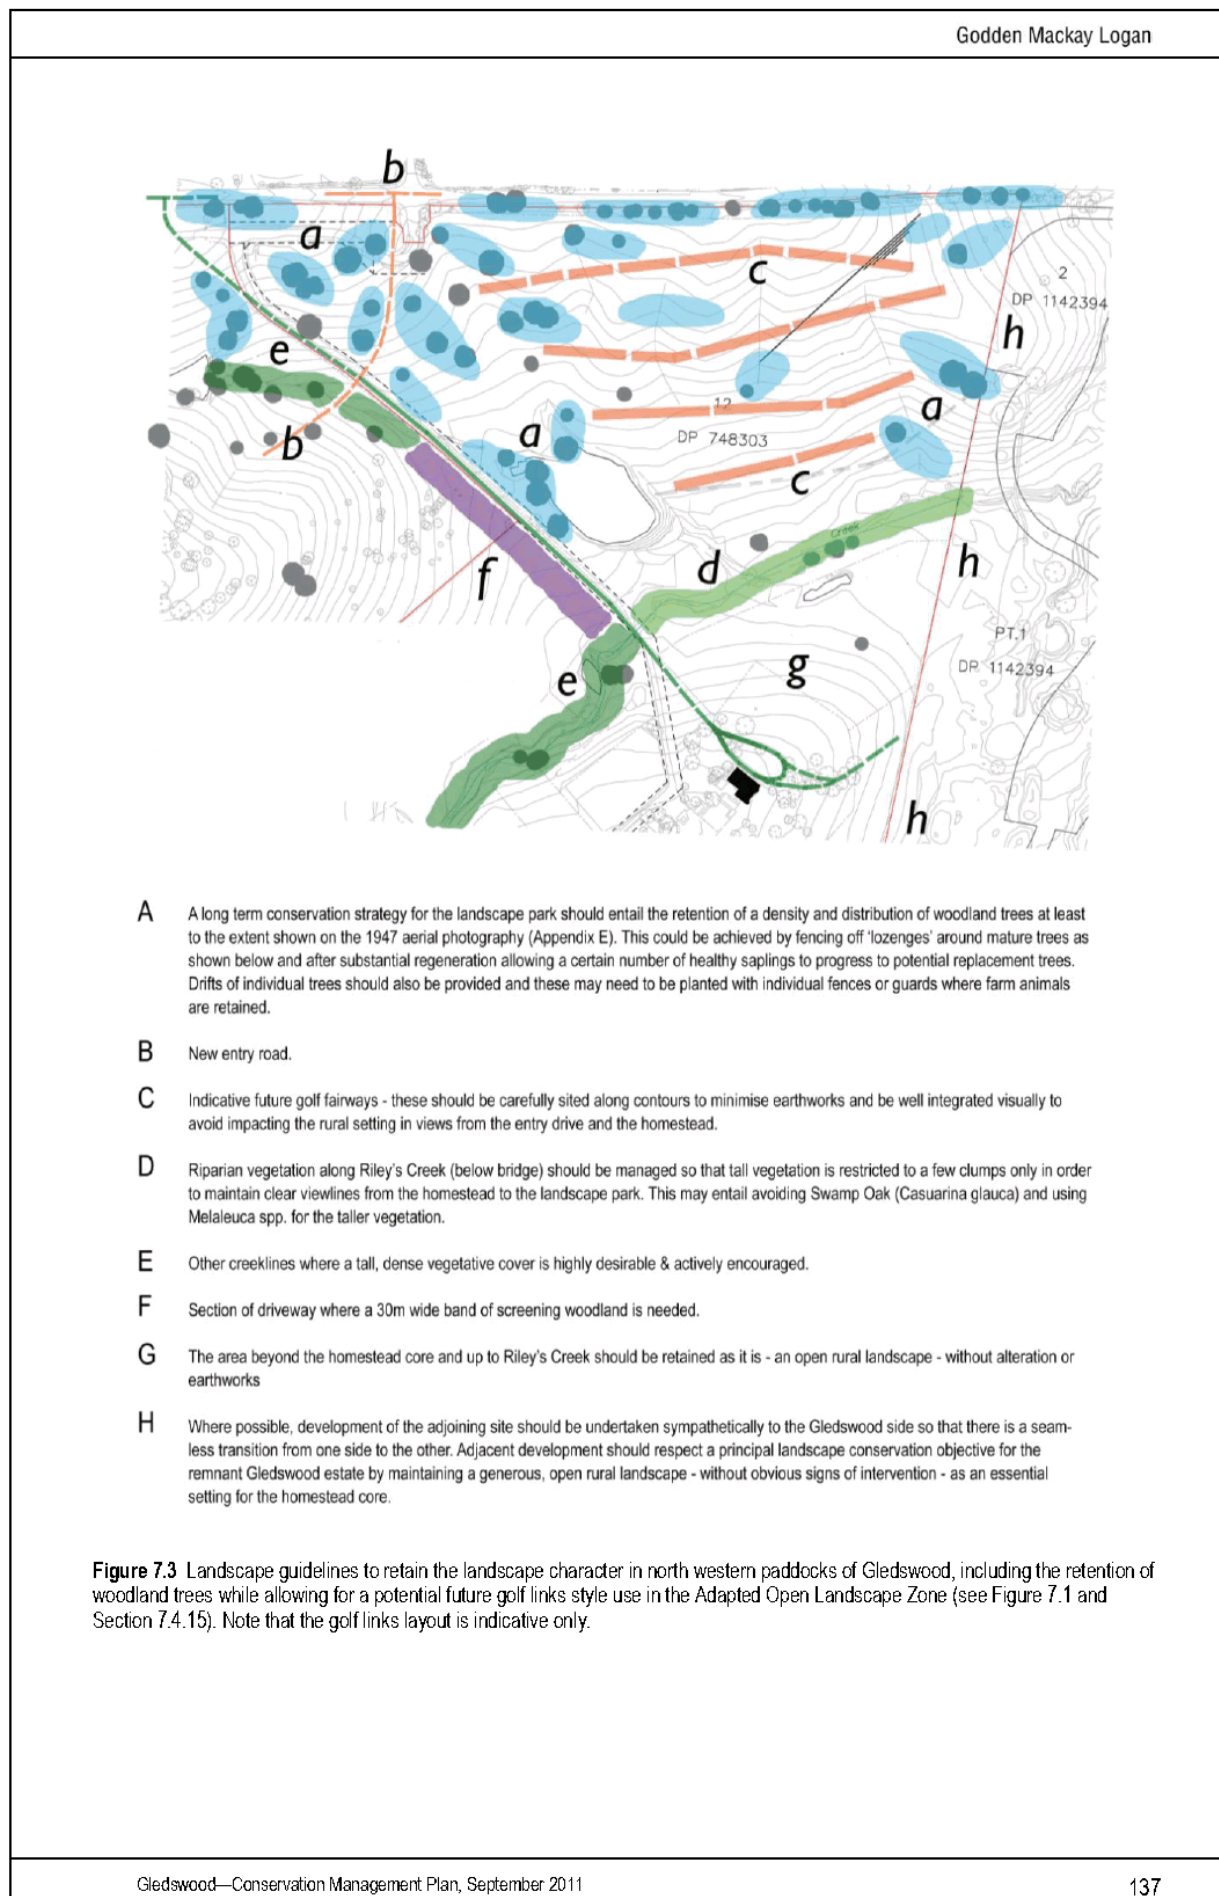 Godden Mackay Logan
b
a
c
2
DP 1142394
h
e
a
12
b
a
DP 748303
c
Creek
d
h
f
PT.1
g
DP 1142394
e
h
A A long term conservation strategy for the landscape park should entail the retention of a density and distribution of woodland trees at least
to the extent shown on the 1947 aerial photography (Appendix E). This could be achieved by fencing off 'lozenges' around mature trees as
shown below and after substantial regeneration allowing a certain number of healthy saplings to progress to potential replacement trees.
Drifts of individual trees should also be provided and these may need to be planted with individual fences or guards where farm animals
are retained.
B New entry road.
C Indicative future golf fairways - these should be carefully sited along contours to minimise earthworks and be well integrated visually to
avoid impacting the rural setting in views from the entry drive and the homestead.
D Riparian vegetation along Riley's Creek (below bridge) should be managed so that tall vegetation is restricted to a few clumps only in order
to maintain clear viewlines from the homestead to the landscape park. This may entail avoiding Swamp Oak (Casuarina glauca) and using
Melaleuca spp. for the taller vegetation.
E Other creeklines where a tall, dense vegetative cover is highly desirable & actively encouraged.
F Section of driveway where a 30m wide band of screening woodland is needed.
G The area beyond the homestead core and up to Riley's Creek should be retained as it is - an open rural landscape - without alteration or
earthworks
H Where possible, development of the adjoining site should be undertaken sympathetically to the Gledswood side so that there is a seam-
less transition from one side to the other. Adjacent development should respect a principal landscape conservation objective for the
remnant Gledswood estate by maintaining a generous, open rural landscape - without obvious signs of intervention - as an essential
setting for the homestead core.
Figure 7.3 Landscape guidelines to retain the landscape character in north western paddocks of Gledswood, including the retention of
woodland trees while allowing for a potential future golf links style use in the Adapted Open Landscape Zone (see Figure 7.1 and
Section 7.4.15). Note that the golf links layout is indicative only.
Gledswood—Conservation Management Plan, September 2011
137